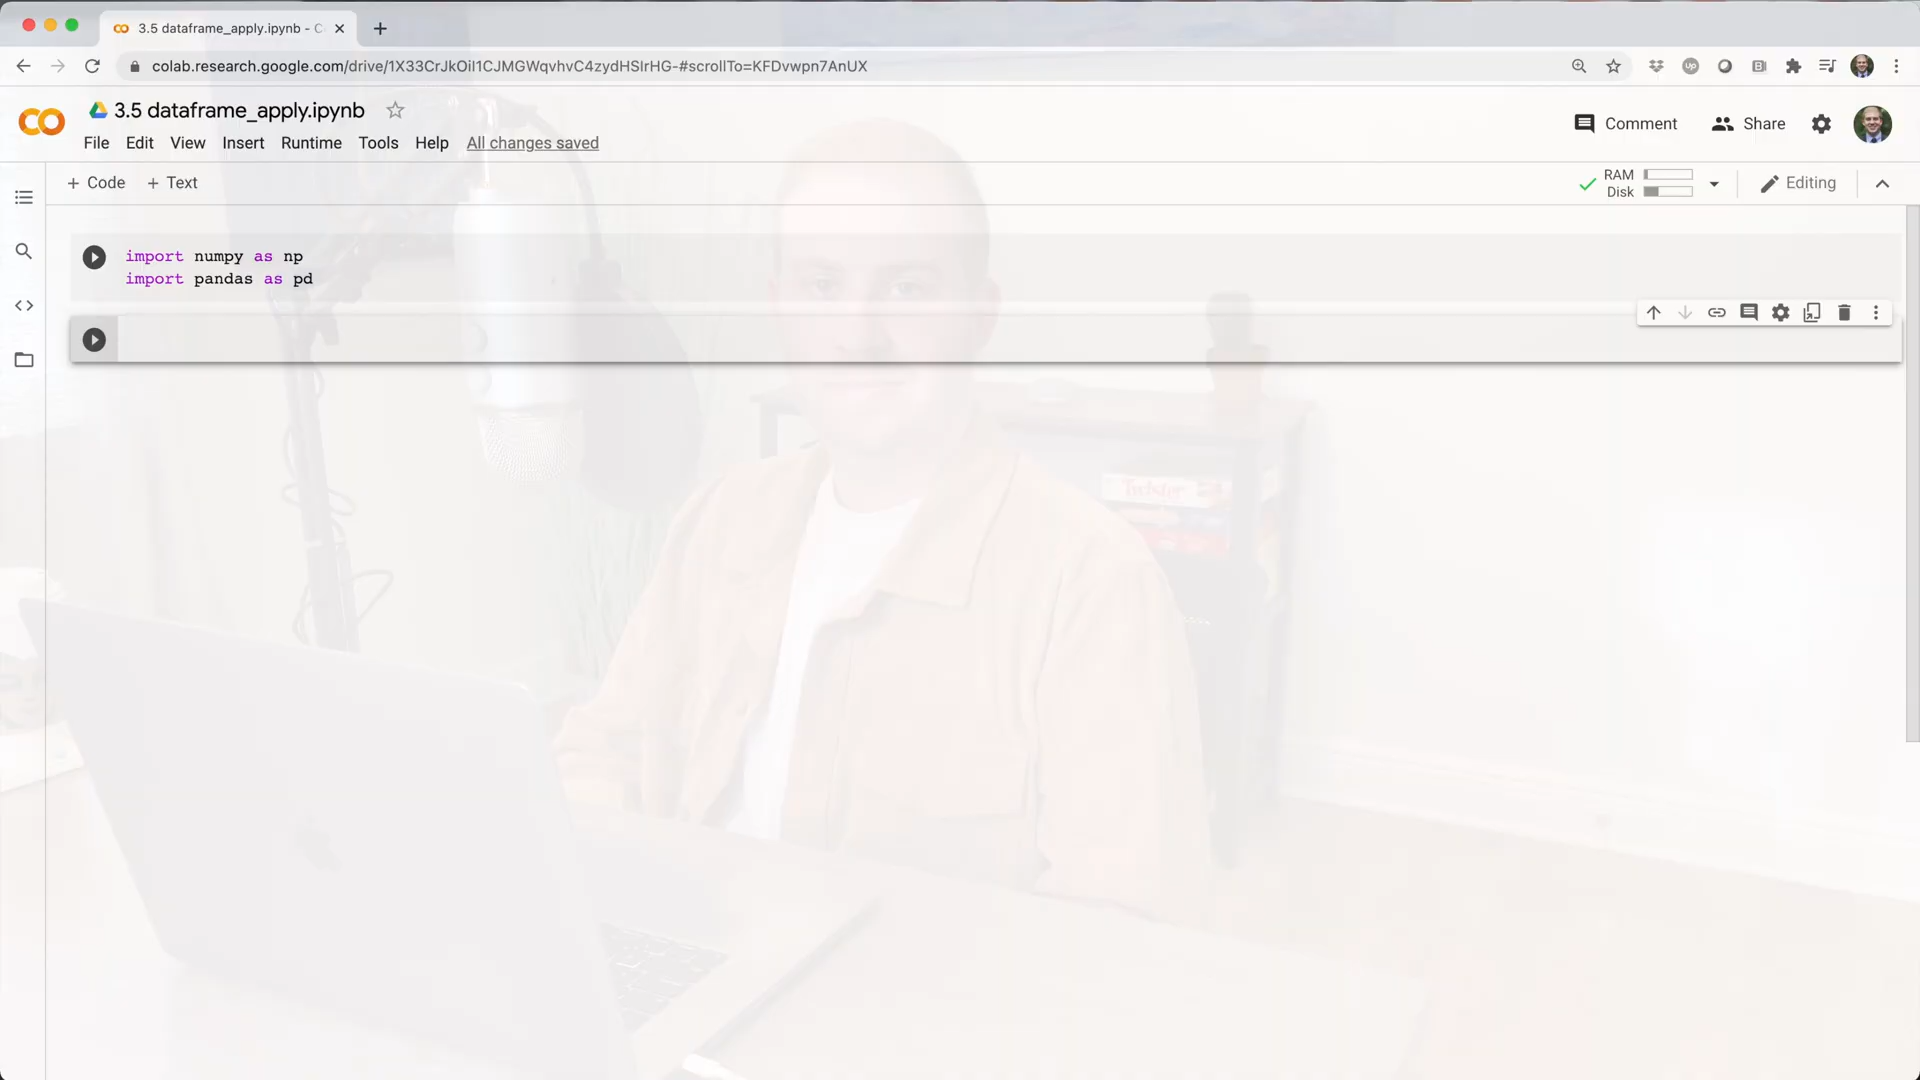 3.5 dataframe_apply.ipynb - C
colab.research.google.com/drive/1X33CrJkOil1CJMGWqvhvC4zydHSIrHG-#scrollTo=KFDvwpn7AnUX
3.5 dataframe_apply.ipynb
File Edit View Insert Runtime Tools Help All changes saved
Comment Share
+ Code + Text
RAM
Disk
Editing
import numpy as np
import pandas as pd